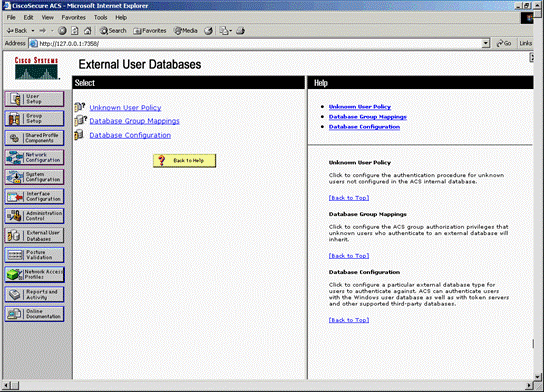 CiscoSecure ACS - Microsoft Internet Explorer
File Edit View Favorites Tools Help
Back Search Favorites Media
Address http://127.0.0.1:7358/ Go Links
CISCO SYSTEMS
External User Databases
Select
Help
User Setup
Group Setup
Shared Profile Components
Network Configuration
System Configuration
Interface Configuration
Administration Control
External User Databases
Posture Validation
Network Access Profiles
Reports and Activity
Online Documentation
Unknown User Policy
Database Group Mappings
Database Configuration
Back to Help
Unknown User Policy
Database Group Mappings
Database Configuration
Unknown User Policy
Click to configure the authentication procedure for unknown
users not configured in the ACS internal database.
[Back to Top]
Database Group Mappings
Click to configure the ACS group authorization privileges that
unknown users who authenticate to an external database will
inherit.
[Back to Top]
Database Configuration
Click to configure a particular external database type for
users to authenticate against. ACS can authenticate users
with the Windows user database as well as with token servers
and other supported third-party databases.
[Back to Top]